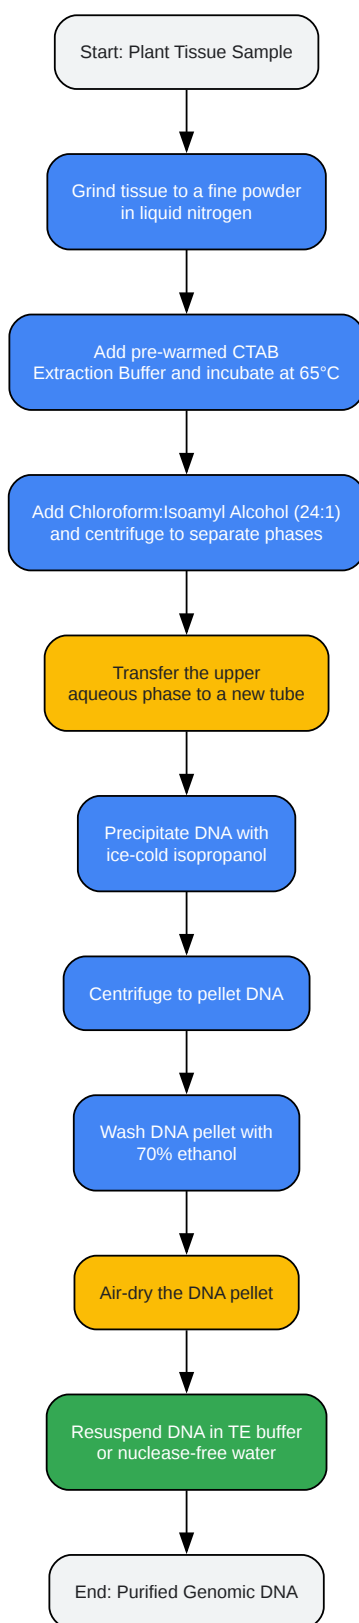 Start: Plant Tissue Sample
Grind tissue to a fine powder
in liquid nitrogen
Add pre-warmed CTAB
Extraction Buffer and incubate at 65°C
Add Chloroform:Isoamyl Alcohol (24:1)
and centrifuge to separate phases
Transfer the upper
aqueous phase to a new tube
Precipitate DNA with
ice-cold isopropanol
Centrifuge to pellet DNA
Wash DNA pellet with
70% ethanol
Air-dry the DNA pellet
Resuspend DNA in TE buffer
or nuclease-free water
End: Purified Genomic DNA